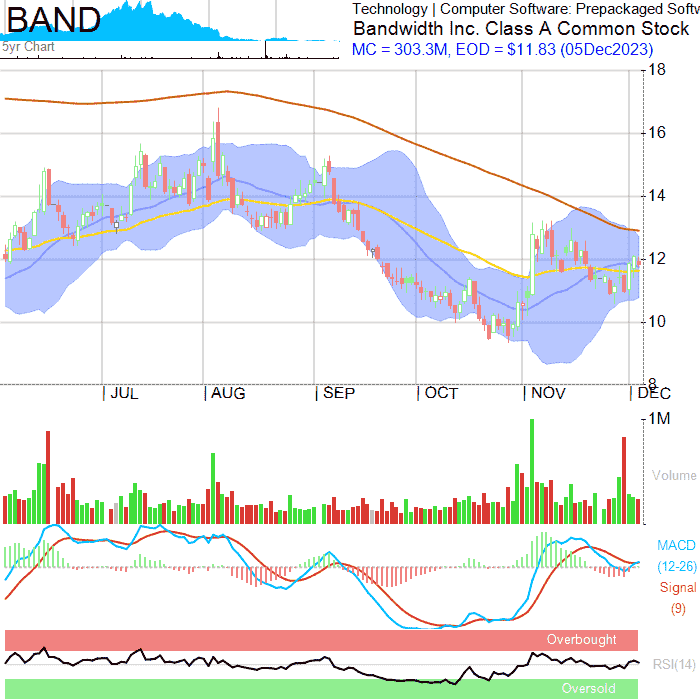 BAND
5yr Chart
Technology | Computer Software: Prepackaged Softw
Bandwidth Inc. Class A Common Stock
MC = 303.3M, EOD = $11.83 (05Dec2023)
18
16
14
12
10
8
JUL AUG SEP OCT NOV DEC
1M
Volume
MACD
(12-26)
Signal
(9)
Overbought
RSI(14)
Oversold